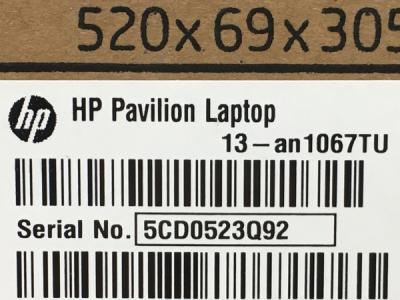 520x69x305
hp HP Pavilion Laptop
13-an1067TU
Serial No. 5CD0523Q92